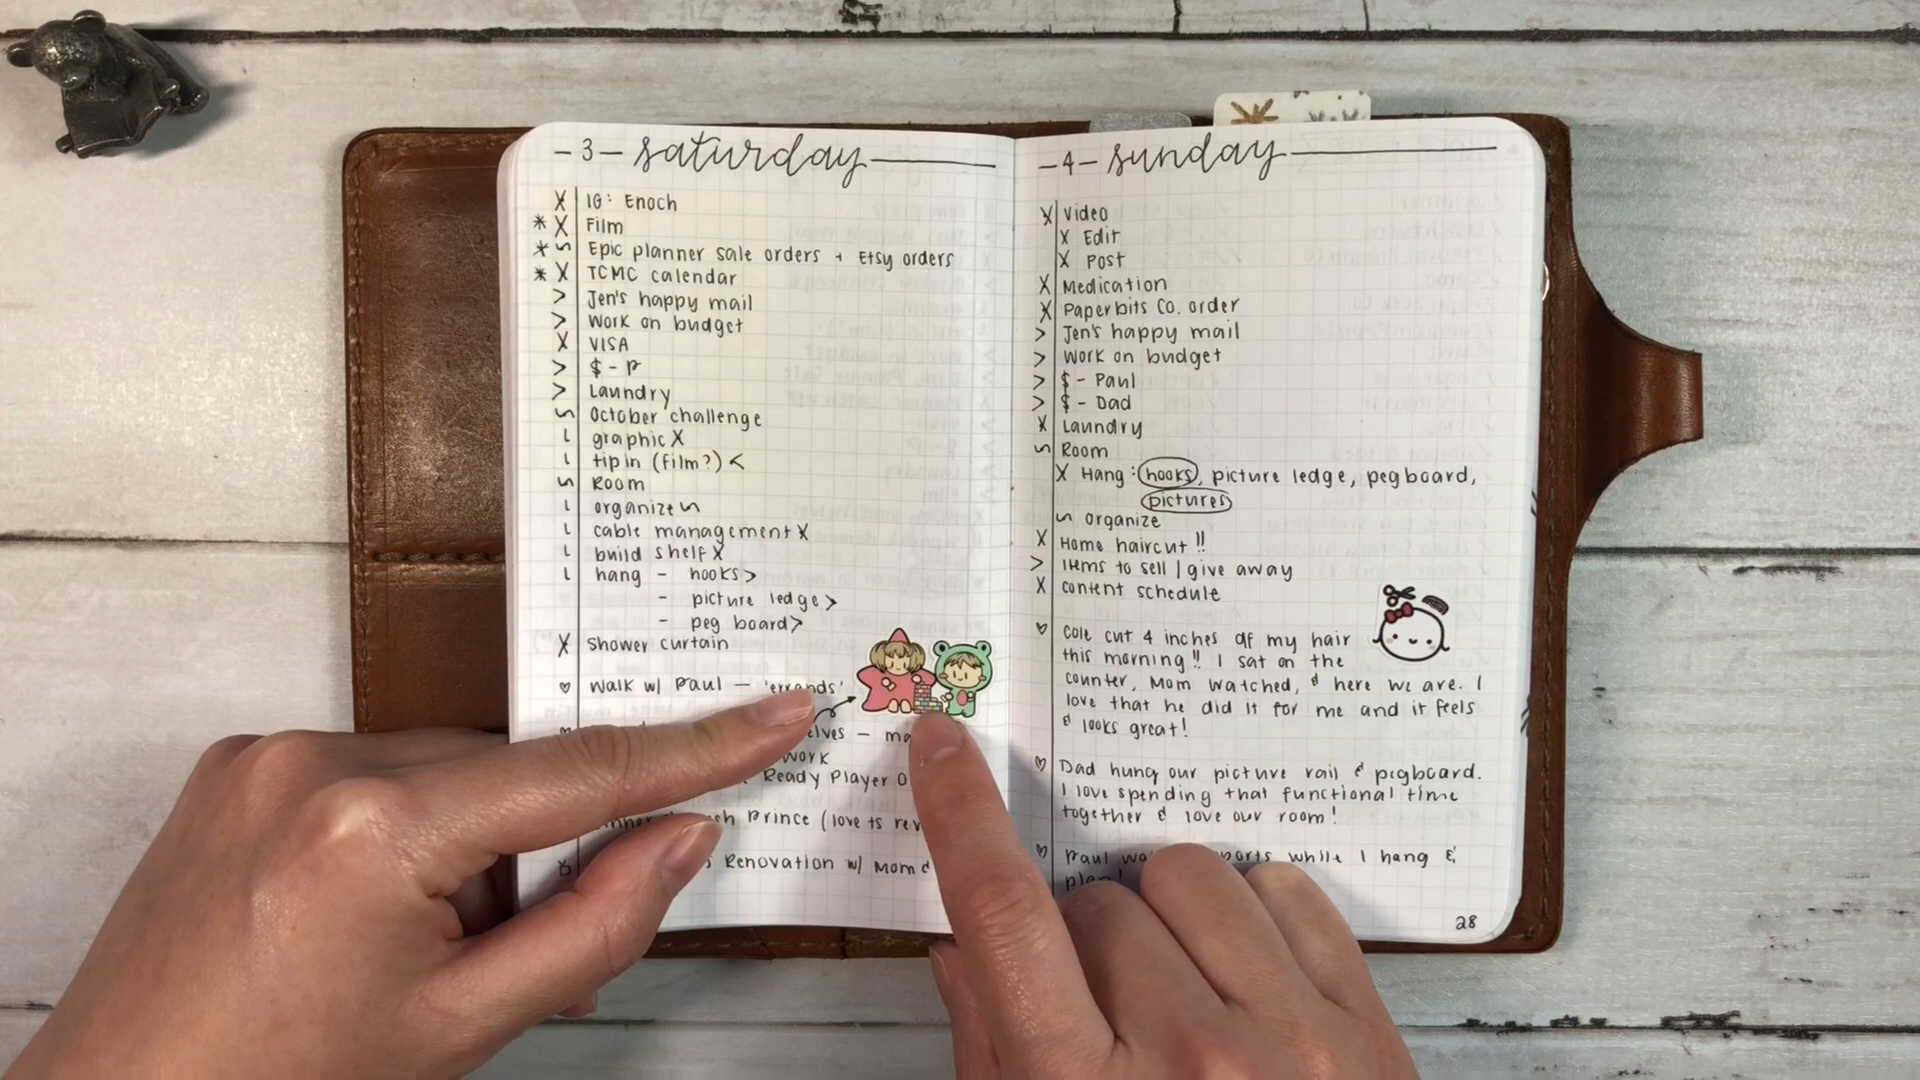 - 3 - saturday
X IG: Enoch
* X Film
* ~ Epic planner sale orders + Etsy orders
* X TCMC calendar
> Jen's happy mail
> Work on budget
X VISA
> $ - P
> Laundry
~ October challenge
l graphic X
l tip in (film?) <
~ Room
l organize ~
l cable management X
l build shelf X
l hang - hooks >
- picture ledge >
- peg board >
X Shower curtain
♡ Walk w/ Paul - 'errands'
elves -
work
Ready Player
Prince (love
Renovation w/ Mom &
- 4 - sunday
X Video
X Edit
X Post
X Medication
X Paperbits Co. order
> Jen's happy mail
> Work on budget
> $ - Paul
> $ - Dad
X Laundry
~ Room
X Hang: hooks, picture ledge, pegboard,
pictures
~ organize
X Home haircut!!
> Items to sell | give away
X content schedule
♡ Cole cut 4 inches off my hair
this morning!! I sat on the
counter, Mom watched, & here we are. I
love that he did it for me and it feels
& looks great!
♡ Dad hung our picture rail & pegboard.
I love spending that functional time
together & love our room!
♡ Paul while I hang &
plan!
28